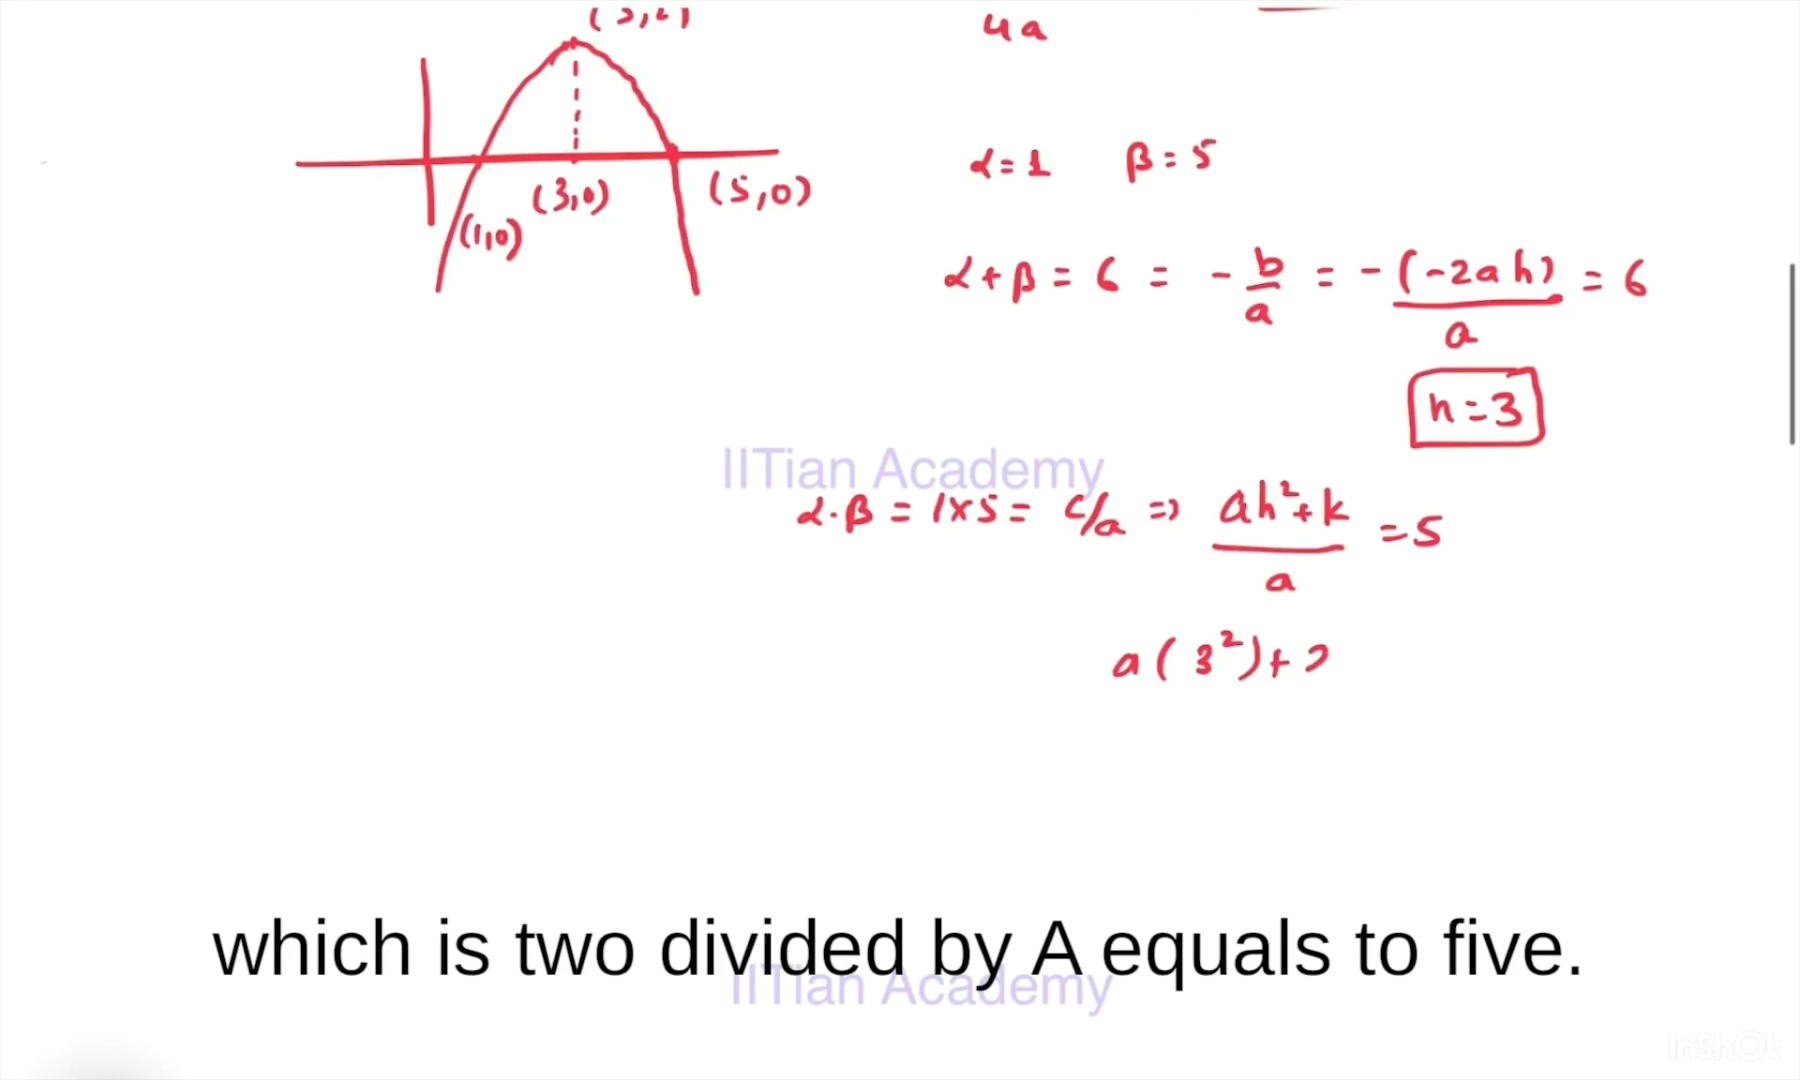 4a
α = 1 β = 5
(3,0) (5,0)
(1,0)
α + β = 6 = - b/a = - (-2ah)/a = 6
h = 3
IITian Academy
α . β = 1 x 5 = c/a => ah²+k/a = 5
a ( 3² ) +
which is two divided by A equals to five.
IITian Academy
InShOt